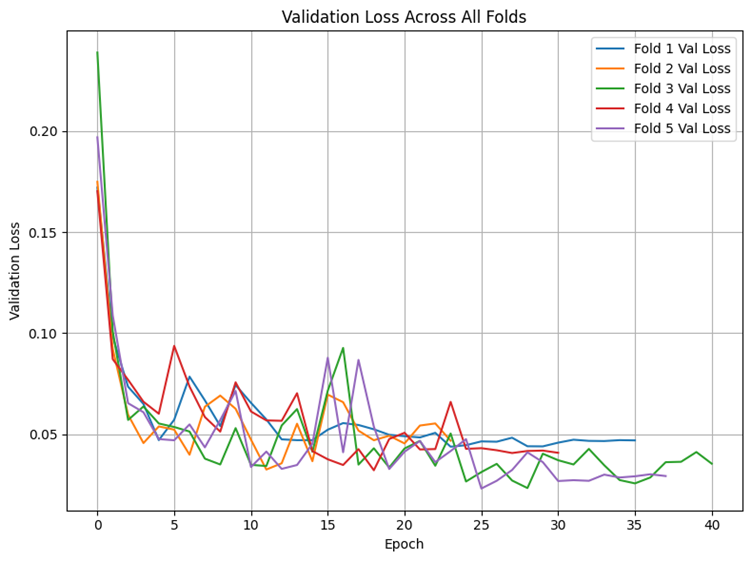 Validation Loss Across All Folds
Fold 1 Val Loss
Fold 2 Val Loss
Fold 3 Val Loss
Fold 4 Val Loss
Fold 5 Val Loss
0.20
0.15
0.10
0.05
Validation Loss
0 5 10 15 20 25 30 35 40
Epoch